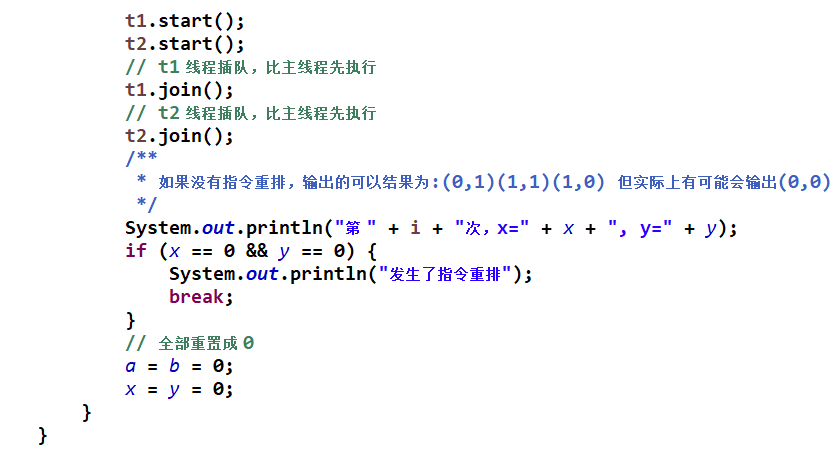 t1.start();
t2.start();
// t1 线程插队，比主线程先执行
t1.join();
// t2 线程插队，比主线程先执行
t2.join();
/**
* 如果没有指令重排，输出的可以结果为:(0,1)(1,1)(1,0) 但实际上有可能会输出(0,0)
*/
System.out.println("第 " + i + "次，x=" + x + ", y=" + y);
if (x == 0 && y == 0) {
System.out.println("发生了指令重排");
break;
}
// 全部重置成 0
a = b = 0;
x = y = 0;
}
}